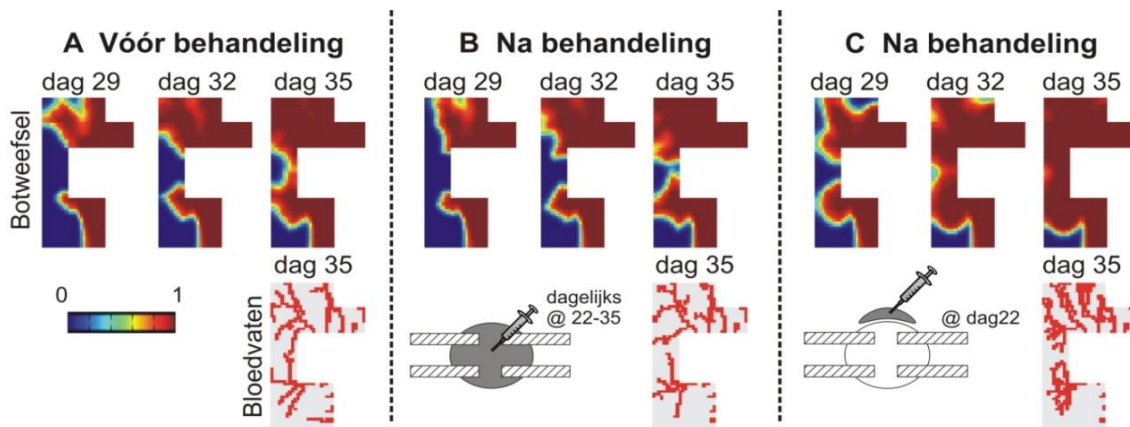 A Vóór behandeling
dag 29 dag 32 dag 35
Botweefsel
dag 35
0 1
Bloedvaten
B Na behandeling
dag 29 dag 32 dag 35
dag 35
dagelijks
@ 22-35
C Na behandeling
dag 29 dag 32 dag 35
dag 35
@ dag22